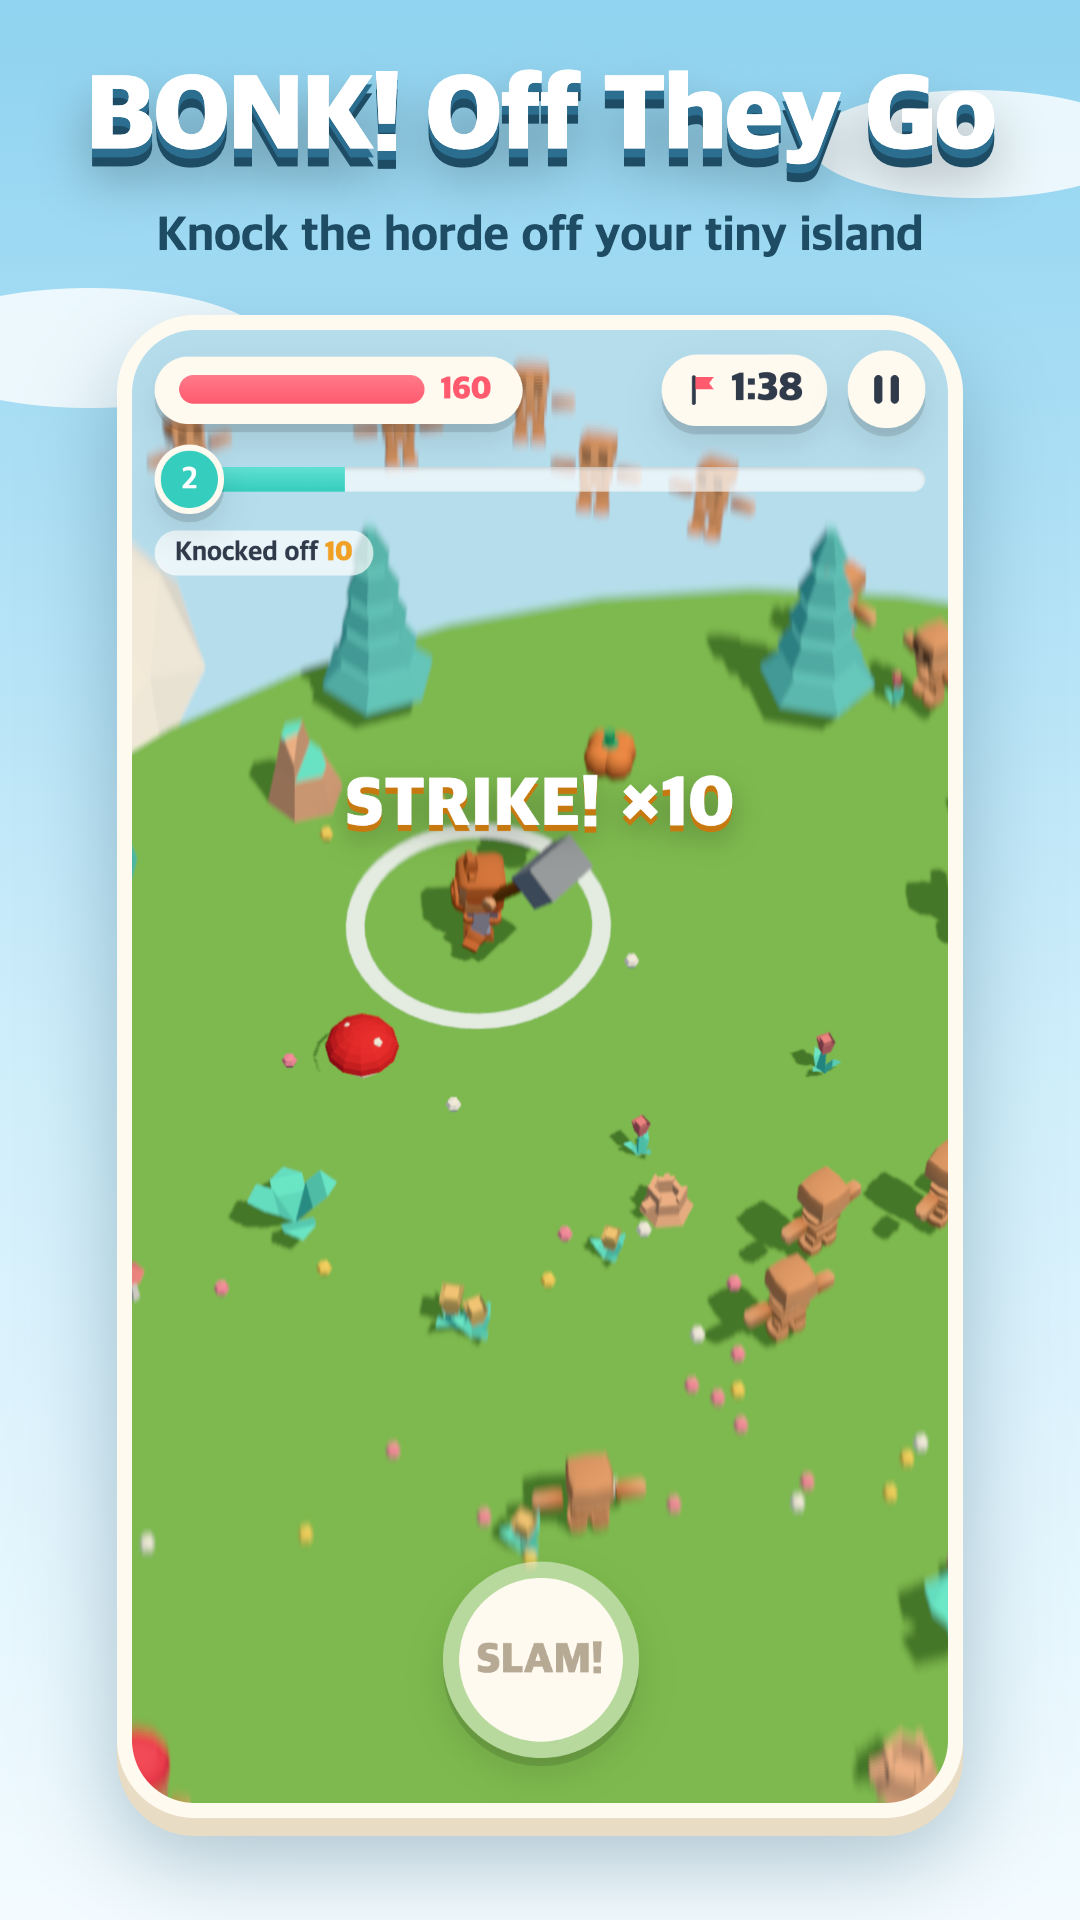 BONK! Off They Go
Knock the horde off your tiny island
160
1:38
2
Knocked off 10
STRIKE! ×10
SLAM!